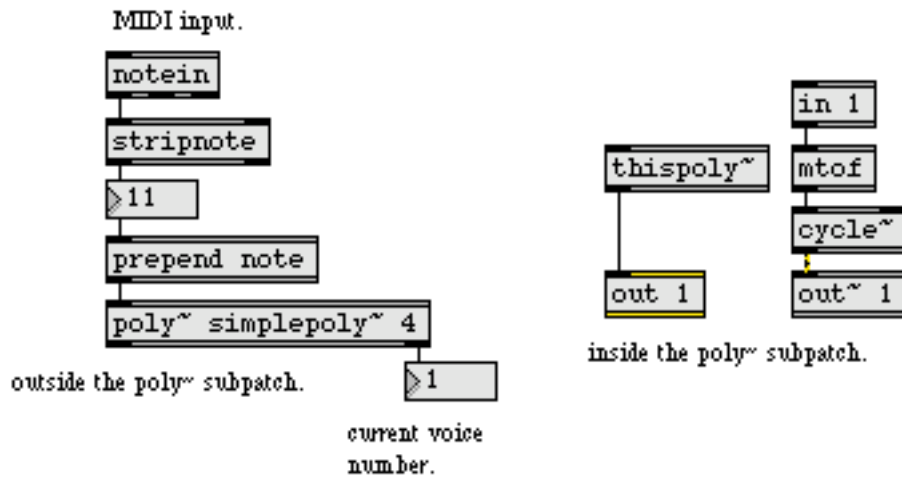 MIDI input.
notein
stripnote
11
prepend note
poly~ simplepoly~ 4
outside the poly~ subpatch.
1
current voice
number.
in 1
thispoly~
mtof
cycle~
out 1
out~ 1
inside the poly~ subpatch.